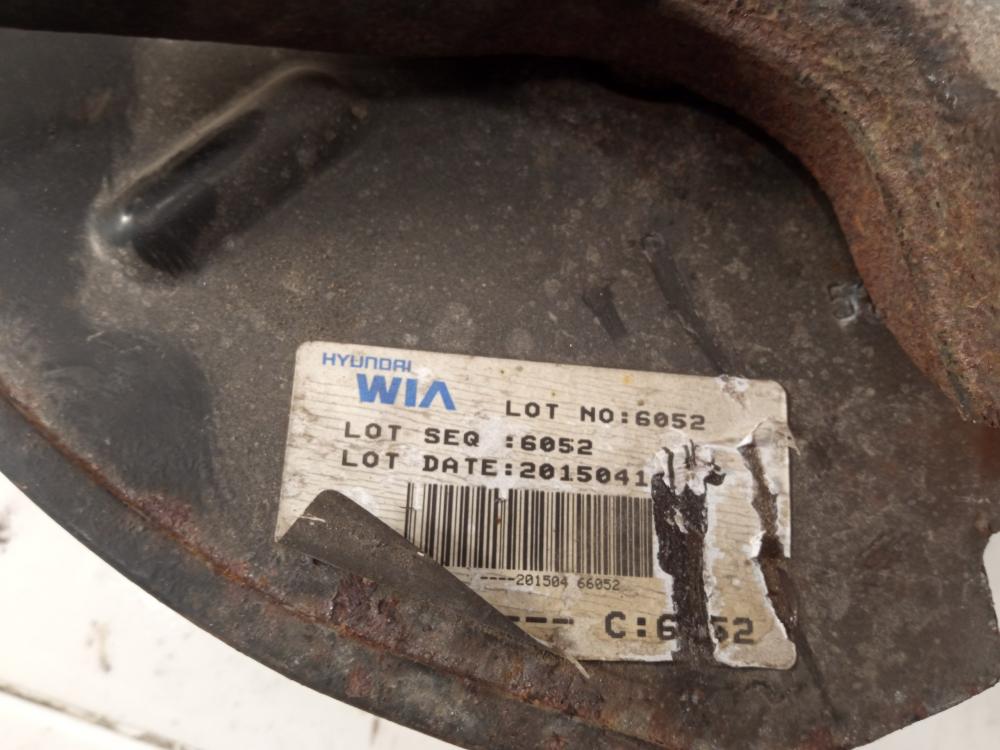 HYUNDAI
WIA
LOT NO:6052
LOT SEQ :6052
LOT DATE:2015041
----201504 66052
--- C:6 52